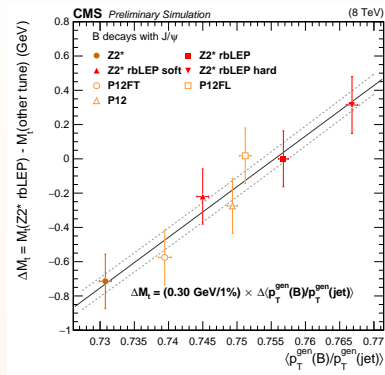 CMS Preliminary Simulation (8 TeV)
B decays with J/ψ
Z2* Z2* rbLEP
Z2* rbLEP soft Z2* rbLEP hard
P12FT P12FL
P12
ΔM_t = M_t(Z2* rbLEP) - M_t(other tune) (GeV)
1
0.8
0.6
0.4
0.2
0
−0.2
−0.4
−0.6
−0.8
−1
ΔM_t = (0.30 GeV/1%) × Δ⟨p_T^gen(B)/p_T^gen(jet)⟩
0.73 0.735 0.74 0.745 0.75 0.755 0.76 0.765 0.77
⟨p_T^gen(B)/p_T^gen(jet)⟩